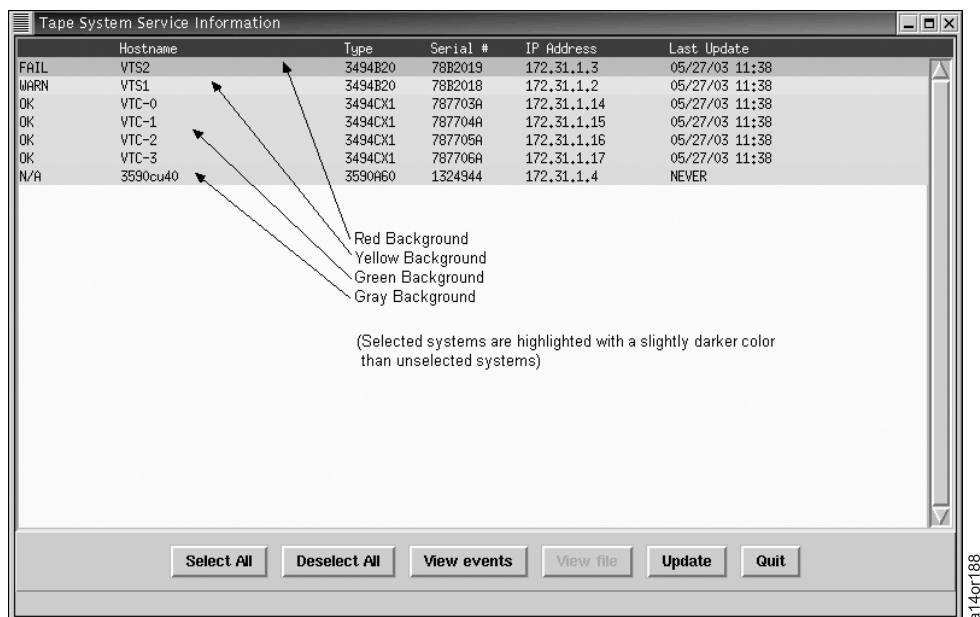 Tape System Service Information
Hostname Type Serial # IP Address Last Update
FAIL VTS2 3494B20 78B2019 172.31.1.3 05/27/03 11:38
WARN VTS1 3494B20 78B2018 172.31.1.2 05/27/03 11:38
OK VTC-0 3494CX1 787703A 172.31.1.14 05/27/03 11:38
OK VTC-1 3494CX1 787704A 172.31.1.15 05/27/03 11:38
OK VTC-2 3494CX1 787705A 172.31.1.16 05/27/03 11:38
OK VTC-3 3494CX1 787706A 172.31.1.17 05/27/03 11:38
N/A 3590cu40 3590A60 1324944 172.31.1.4 NEVER
Red Background
Yellow Background
Green Background
Gray Background
(Selected systems are highlighted with a slightly darker color
than unselected systems)
Select All Deselect All View events View file Update Quit
a14or188